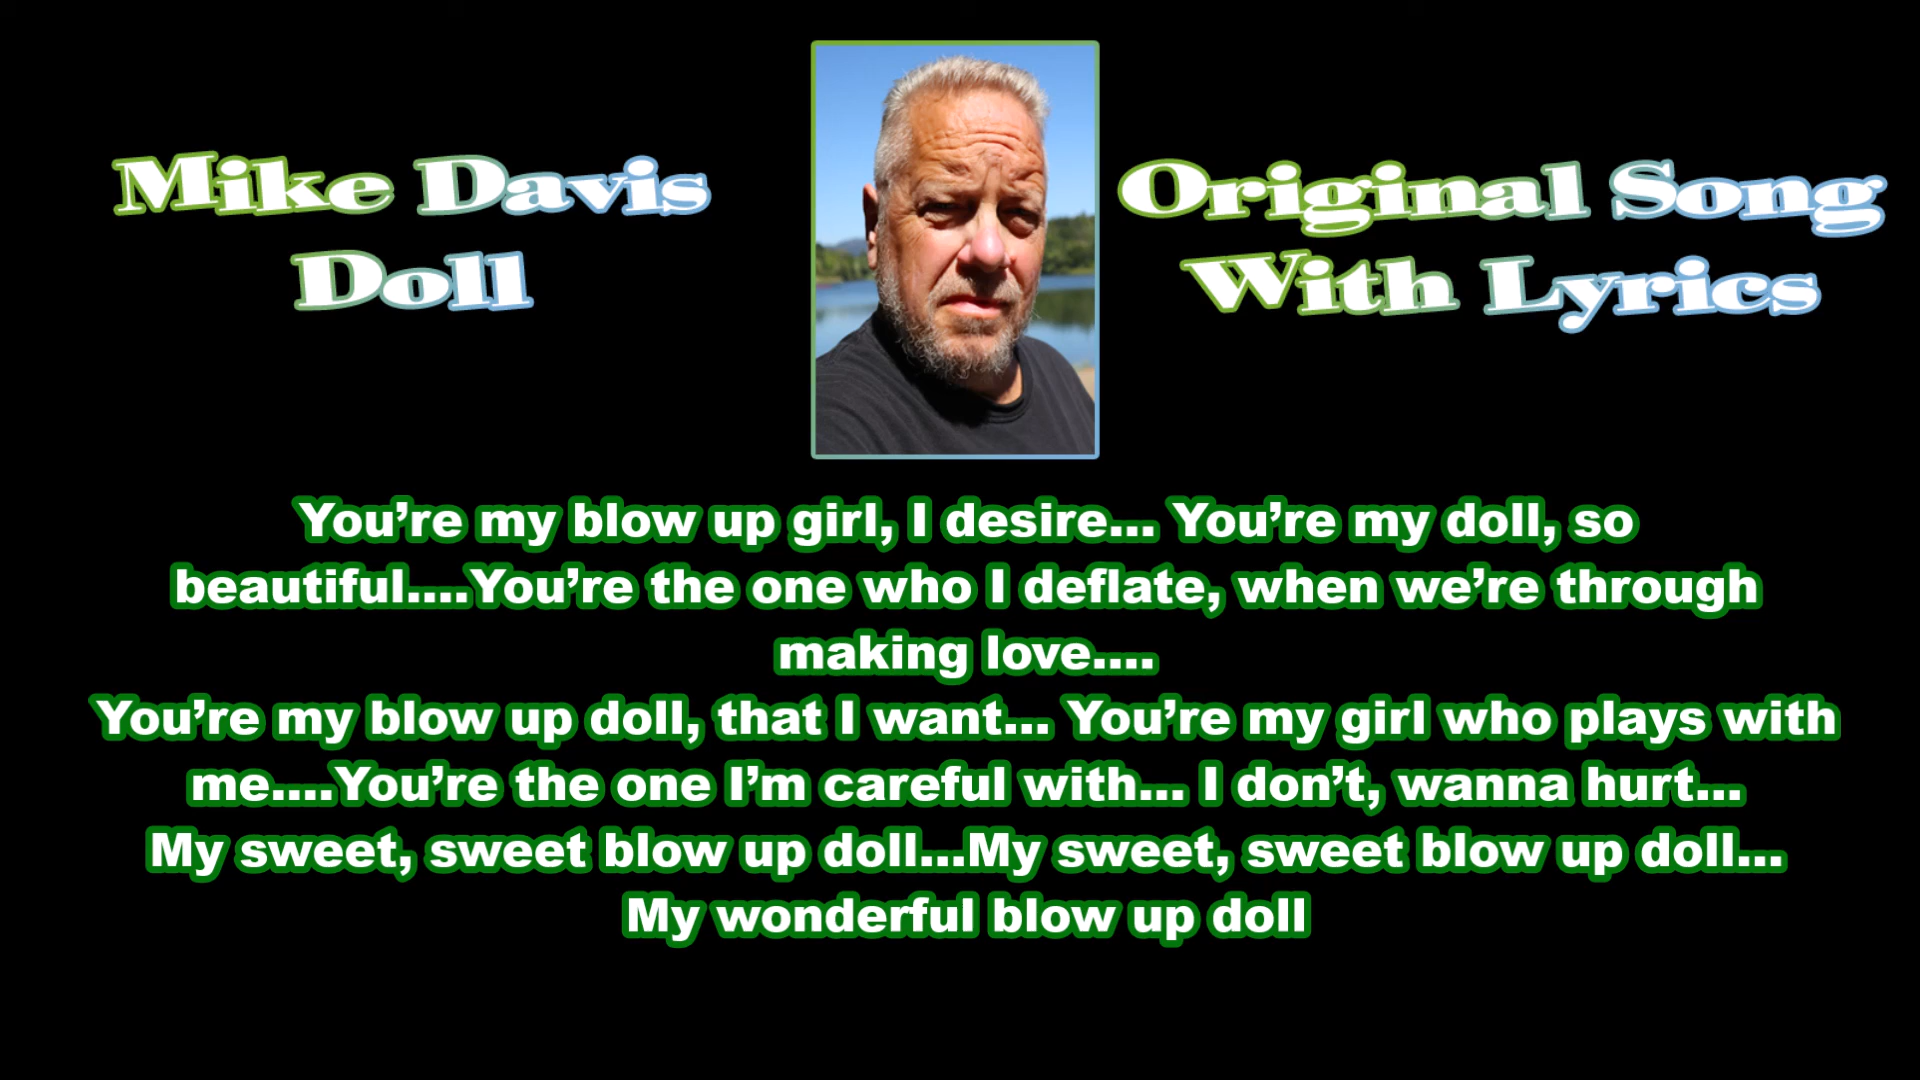 Mike Davis
Doll
Original Song
With Lyrics
You’re my blow up girl, I desire... You’re my doll, so
beautiful....You’re the one who I deflate, when we’re through
making love....
You’re my blow up doll, that I want... You’re my girl who plays with
me....You’re the one I’m careful with... I don’t, wanna hurt...
My sweet, sweet blow up doll...My sweet, sweet blow up doll...
My wonderful blow up doll